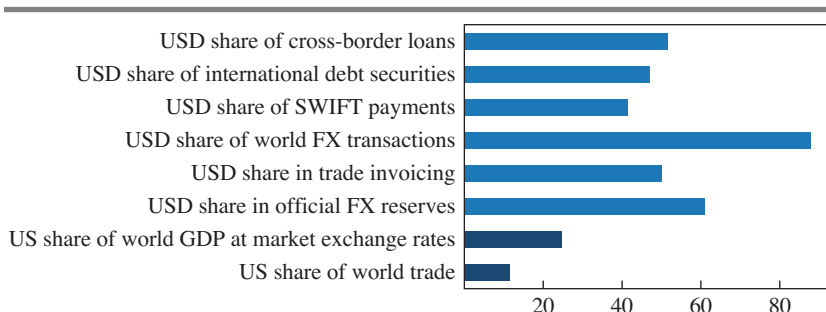 USD share of cross-border loans
USD share of international debt securities
USD share of SWIFT payments
USD share of world FX transactions
USD share in trade invoicing
USD share in official FX reserves
US share of world GDP at market exchange rates
US share of world trade
20 40 60 80